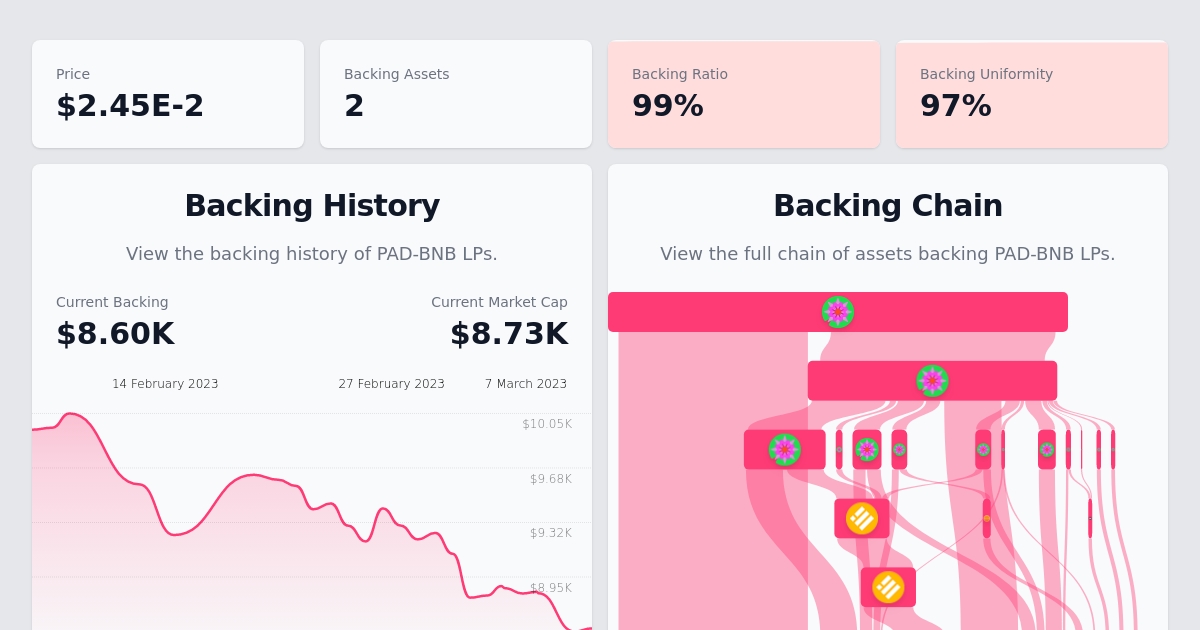 Price
$2.45E-2
Backing Assets
2
Backing Ratio
99%
Backing Uniformity
97%
Backing History
View the backing history of PAD-BNB LPs.
Current Backing
$8.60K
Current Market Cap
$8.73K
14 February 2023
27 February 2023
7 March 2023
$10.05K
$9.68K
$9.32K
$8.95K
Backing Chain
View the full chain of assets backing PAD-BNB LPs.